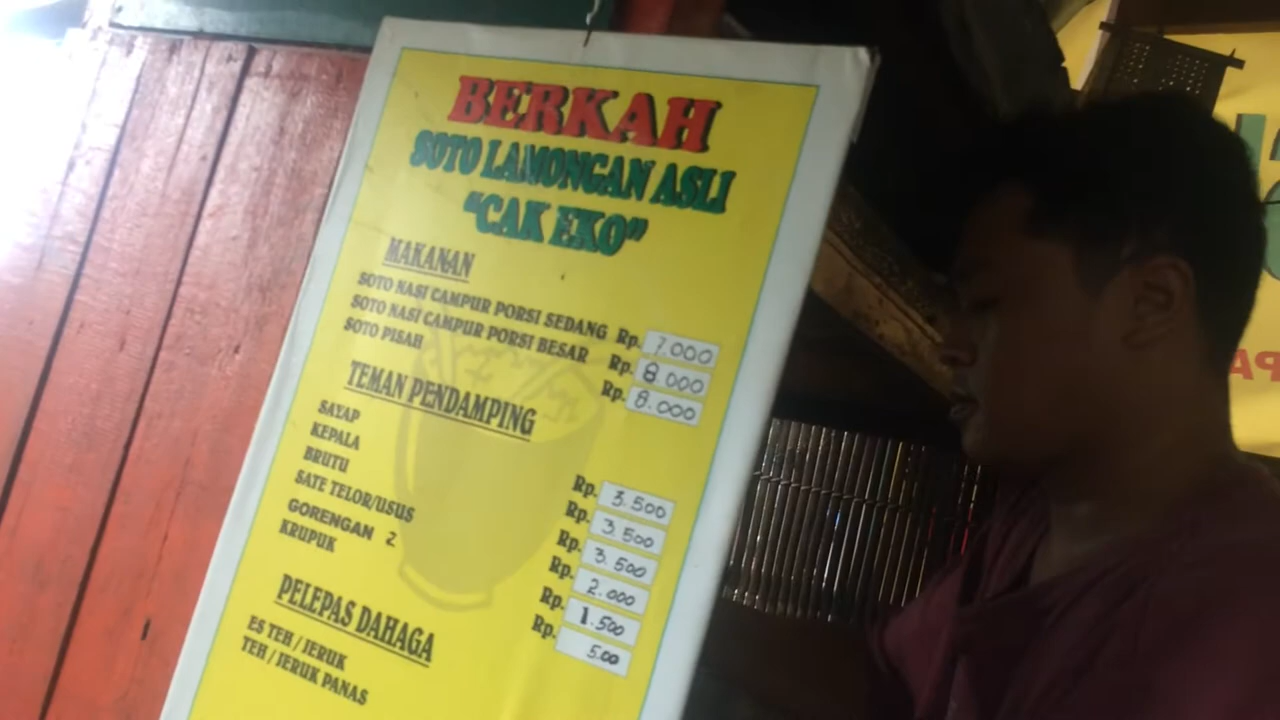 BERKAH
SOTO LAMONGAN ASLI
"CAK EKO"
MAKANAN
SOTO NASI CAMPUR PORSI SEDANG Rp. 7.000
SOTO NASI CAMPUR PORSI BESAR Rp. 8.000
SOTO PISAH Rp. 8.000
TEMAN PENDAMPING
SAYAP Rp. 3.500
KEPALA Rp. 3.500
BRUTU Rp. 3.500
SATE TELOR/USUS Rp. 2.000
GORENGAN 2 Rp. 1.500
KRUPUK Rp. 500
PELEPAS DAHAGA
ES TEH / JERUK
TEH / JERUK PANAS